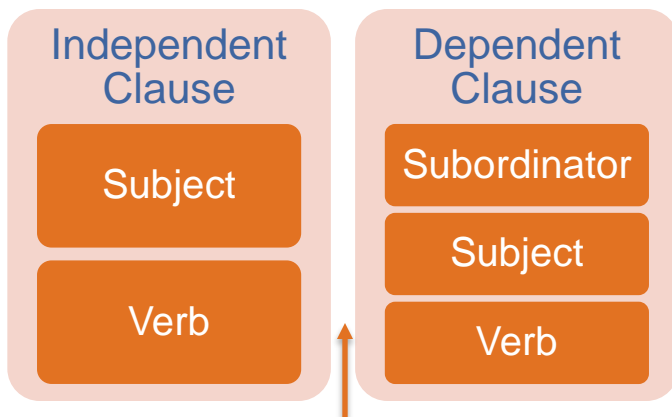 Independent
Clause
Subject
Verb
Dependent
Clause
Subordinator
Subject
Verb